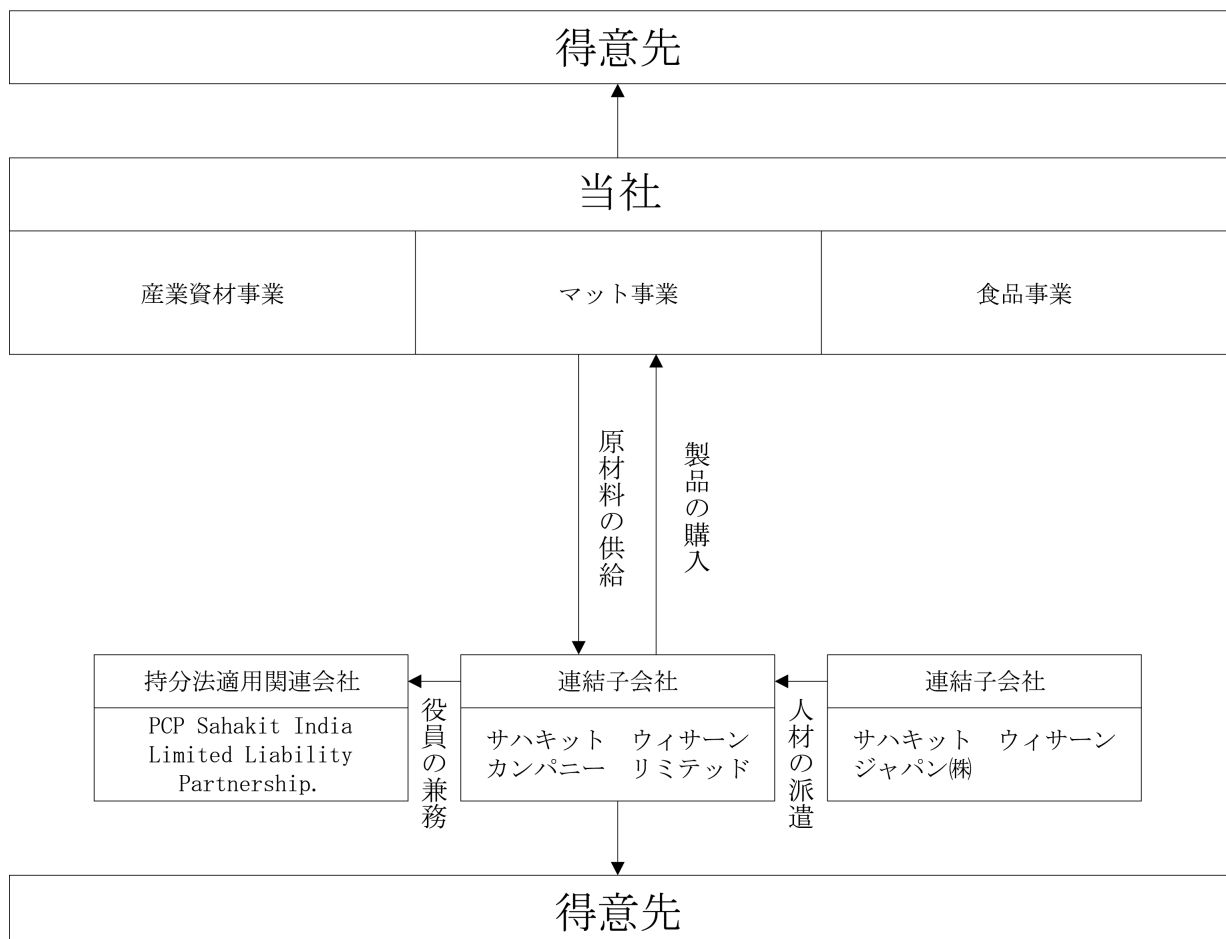 得意先
当社
産業資材事業
マット事業
食品事業
原材料の供給
製品の購入
持分法適用関連会社
PCP Sahakit India
Limited Liability
Partnership.
役員の兼務
連結子会社
サハキット　ウィサーン
カンパニー　リミテッド
人材の派遣
連結子会社
サハキット　ウィサーン
ジャパン㈱
得意先